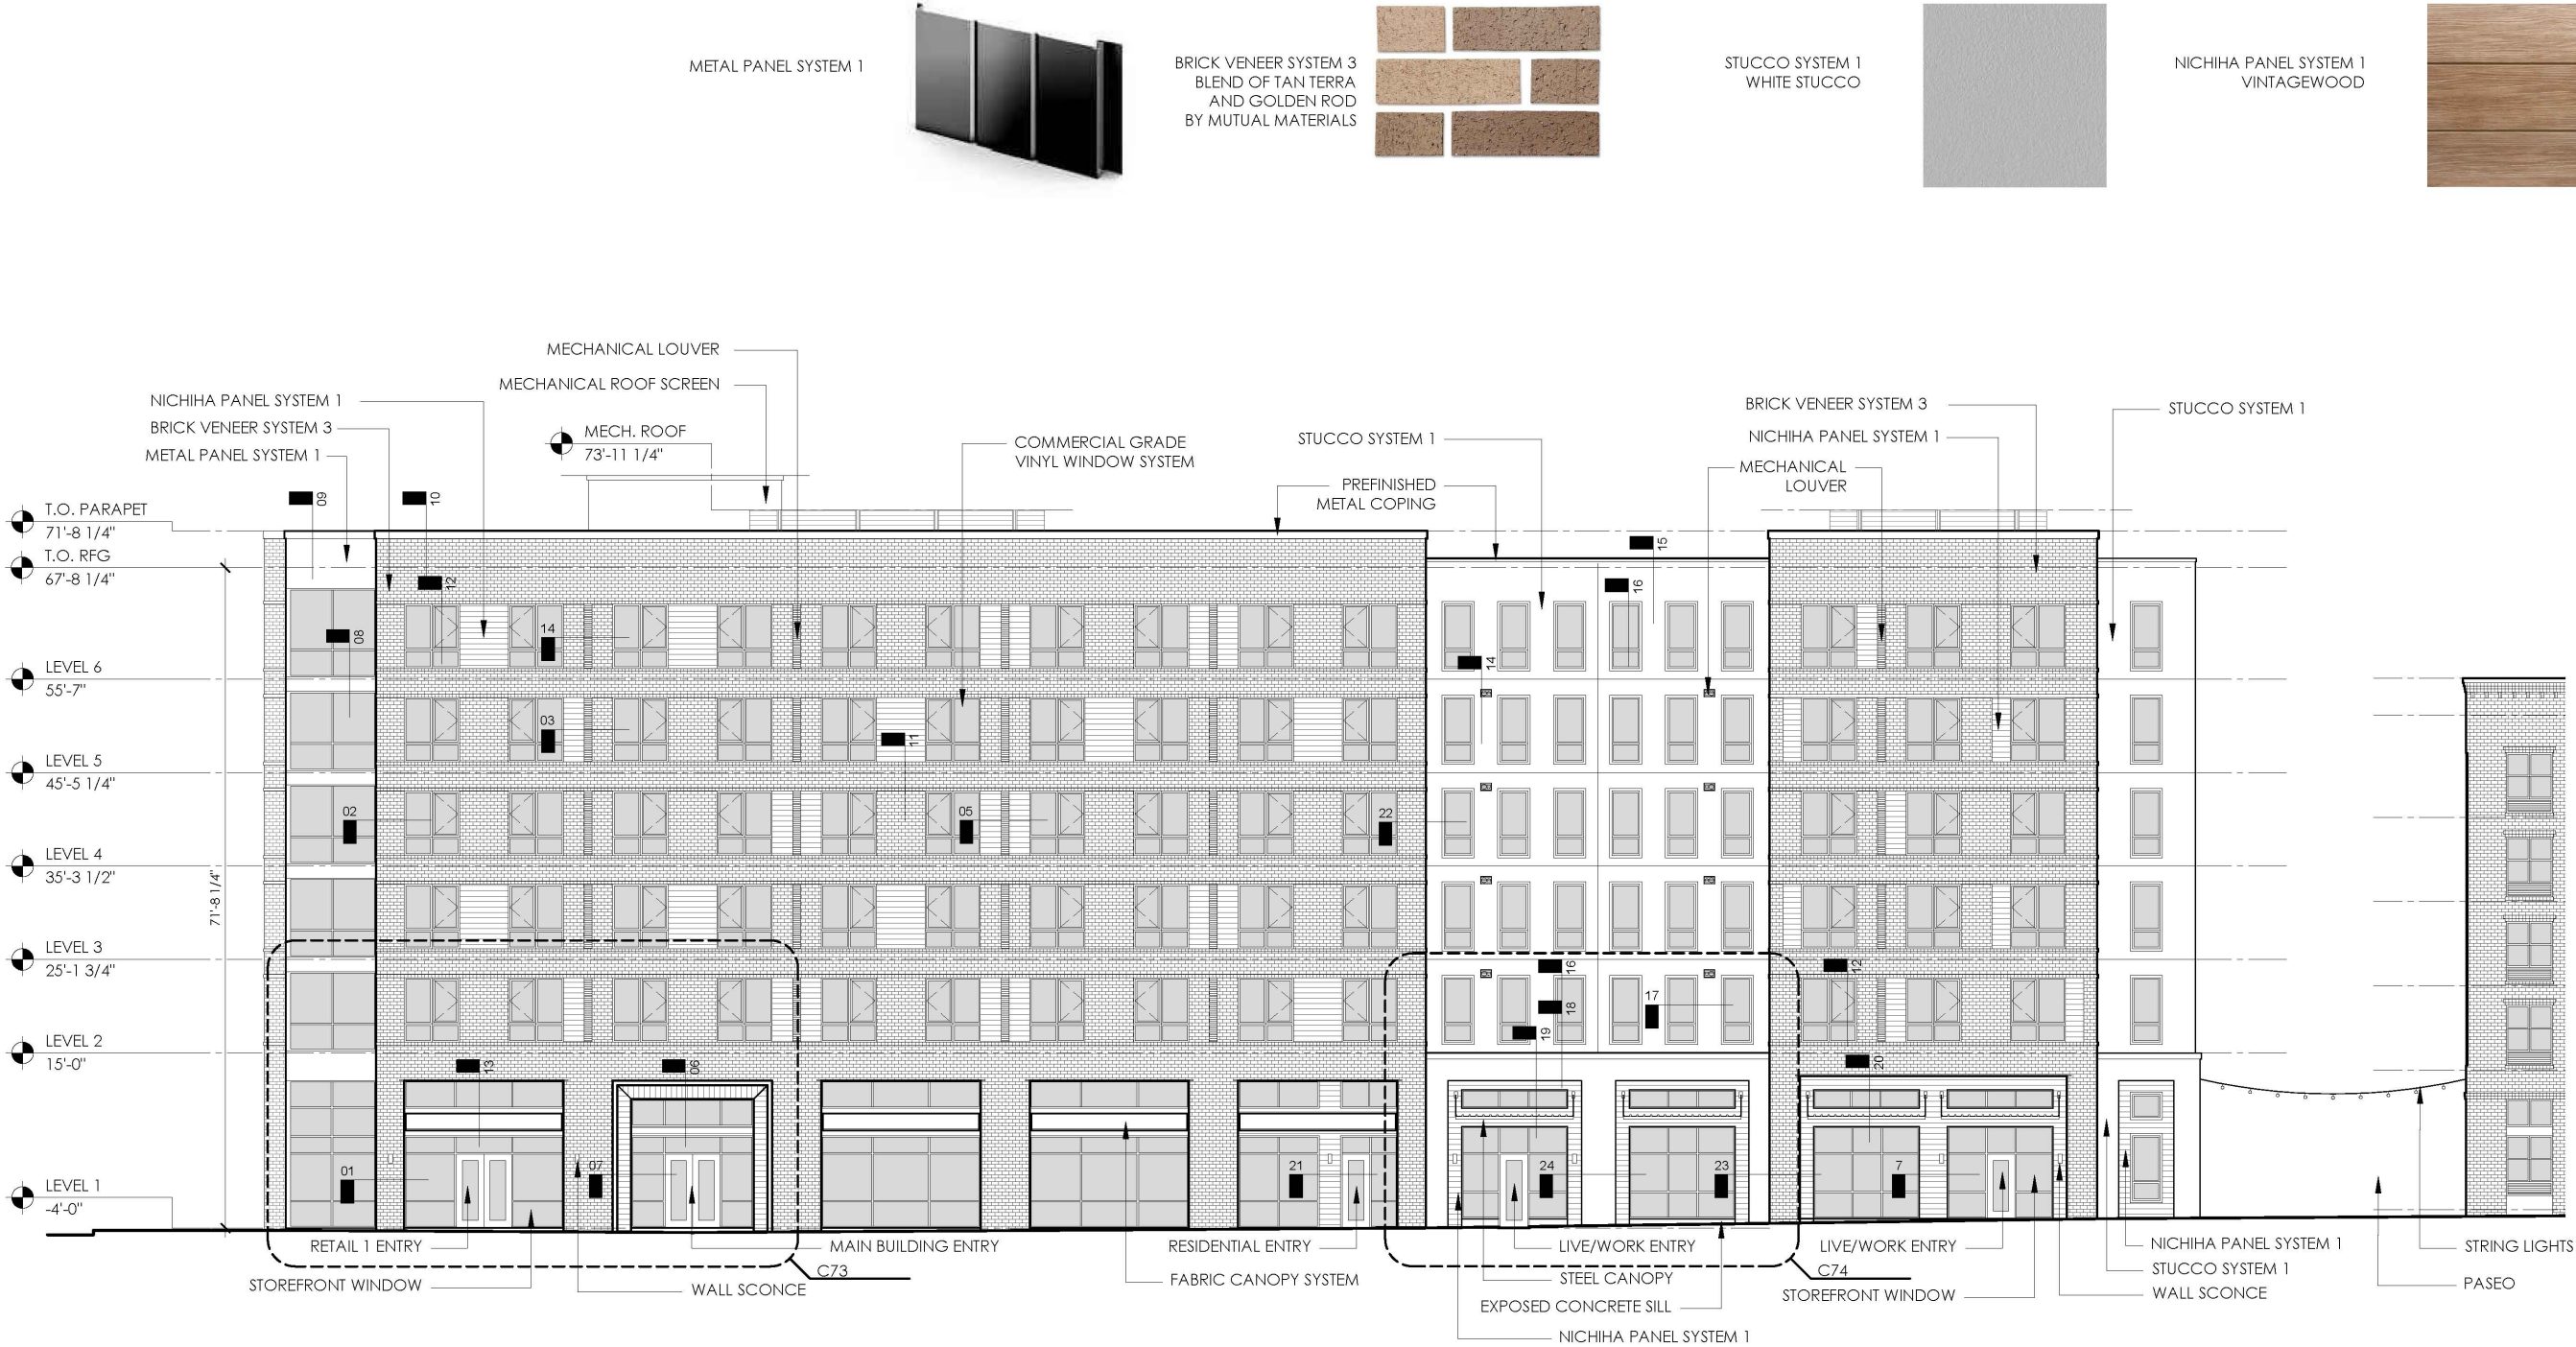 METAL PANEL SYSTEM 1
BRICK VENEER SYSTEM 3
BLEND OF TAN TERRA
AND GOLDEN ROD
BY MUTUAL MATERIALS
STUCCO SYSTEM 1
WHITE STUCCO
NICHIHA PANEL SYSTEM 1
VINTAGEWOOD
MECHANICAL LOUVER
MECHANICAL ROOF SCREEN
NICHIHA PANEL SYSTEM 1
BRICK VENEER SYSTEM 3
METAL PANEL SYSTEM 1
MECH. ROOF
73'-11 1/4"
COMMERCIAL GRADE
VINYL WINDOW SYSTEM
STUCCO SYSTEM 1
PREFINISHED
METAL COPING
BRICK VENEER SYSTEM 3
NICHIHA PANEL SYSTEM 1
MECHANICAL
LOUVER
STUCCO SYSTEM 1
T.O. PARAPET
71'-8 1/4"
T.O. RFG
67'-8 1/4"
LEVEL 6
55'-7"
LEVEL 5
45'-5 1/4"
LEVEL 4
35'-3 1/2"
LEVEL 3
25'-1 3/4"
LEVEL 2
15'-0"
LEVEL 1
-4'-0"
71'-8 1/4"
09
10
12
15
16
08
14
14
03
11
02
05
22
16
12
18
17
19
13
06
20
01
07
21
24
23
7
RETAIL 1 ENTRY
MAIN BUILDING ENTRY
RESIDENTIAL ENTRY
LIVE/WORK ENTRY
LIVE/WORK ENTRY
NICHIHA PANEL SYSTEM 1
STRING LIGHTS
C73
C74
STUCCO SYSTEM 1
STOREFRONT WINDOW
WALL SCONCE
FABRIC CANOPY SYSTEM
STEEL CANOPY
STOREFRONT WINDOW
WALL SCONCE
PASEO
EXPOSED CONCRETE SILL
NICHIHA PANEL SYSTEM 1